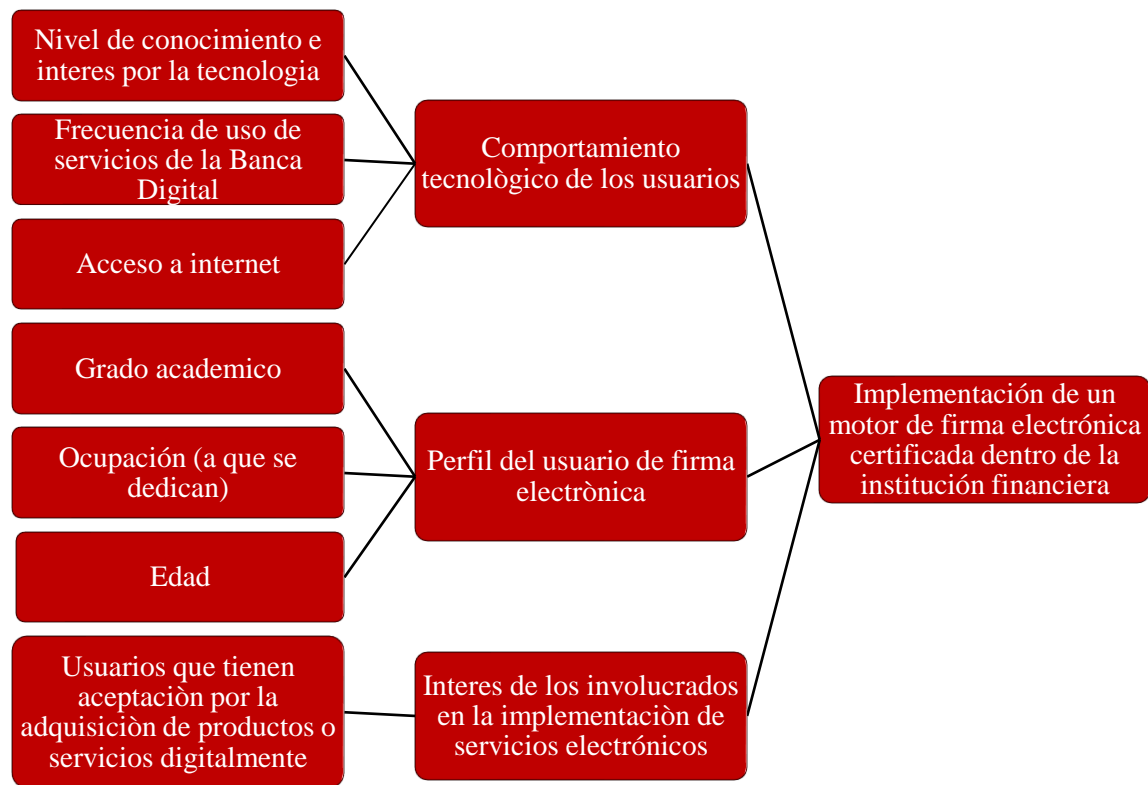 Nivel de conocimiento e
interes por la tecnologia
Frecuencia de uso de
servicios de la Banca
Digital
Acceso a internet
Comportamiento
tecnològico de los usuarios
Grado academico
Ocupación (a que se
dedican)
Edad
Perfil del usuario de firma
electrònica
Usuarios que tienen
aceptaciòn por la
adquisiciòn de productos o
servicios digitalmente
Interes de los involucrados
en la implementaciòn de
servicios electrónicos
Implementación de un
motor de firma electrónica
certificada dentro de la
institución financiera